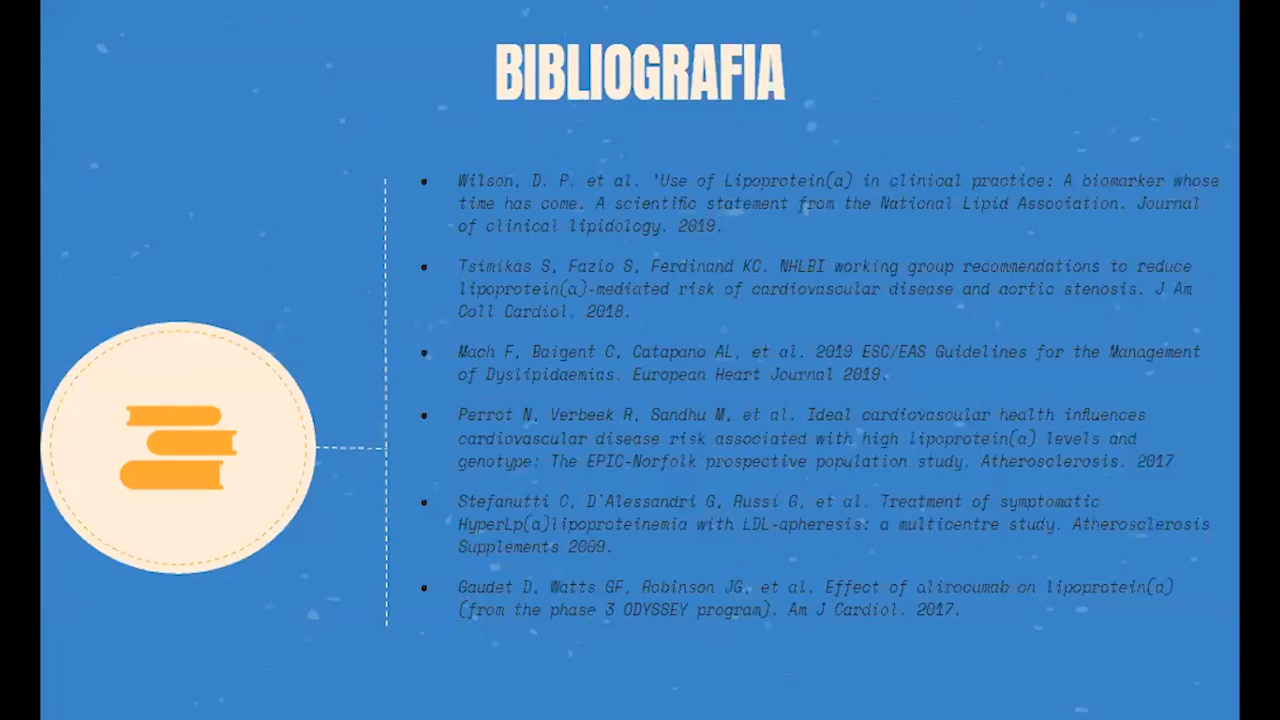 BIBLIOGRAFIA
Wilson, D. P. et al. 'Use of Lipoprotein(a) in clinical practice: A biomarker whose
time has come. A scientific statement from the National Lipid Association. Journal
of clinical lipidology. 2019.
Tsimikas S, Fazio S, Ferdinand KC. NHLBI working group recommendations to reduce
lipoprotein(a)-mediated risk of cardiovascular disease and aortic stenosis. J Am
Coll Cardiol. 2018.
Mach F, Baigent C, Catapano AL, et al. 2019 ESC/EAS Guidelines for the Management
of Dyslipidaemias. European Heart Journal 2019.
Perrot N, Verbeek R, Sandhu M, et al. Ideal cardiovascular health influences
cardiovascular disease risk associated with high lipoprotein(a) levels and
genotype: The EPIC-Norfolk prospective population study. Atherosclerosis. 2017
Stefanutti C, D'Alessandri G, Russi G, et al. Treatment of symptomatic
HyperLp(a)lipoproteinemia with LDL-apheresis: a multicentre study. Atherosclerosis
Supplements 2009.
Gaudet D, Watts GF, Robinson JG, et al. Effect of alirocumab on lipoprotein(a)
(from the phase 3 ODYSSEY program). Am J Cardiol. 2017.